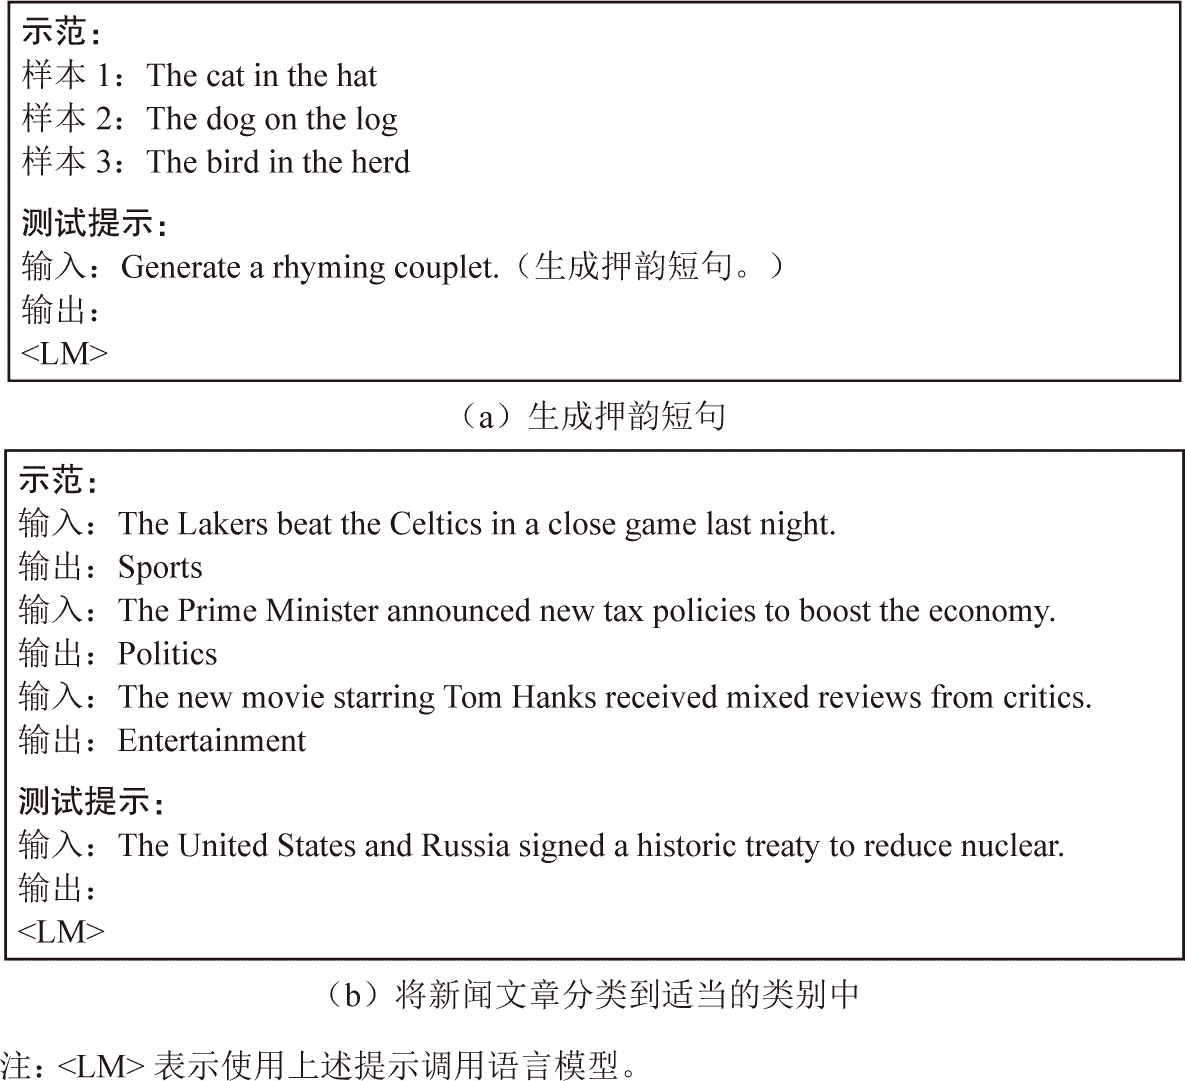 示范：
样本 1：The cat in the hat
样本 2：The dog on the log
样本 3：The bird in the herd
测试提示：
输入：Generate a rhyming couplet.（生成押韵短句。）
输出：
<LM>
（a）生成押韵短句
示范：
输入：The Lakers beat the Celtics in a close game last night.
输出：Sports
输入：The Prime Minister announced new tax policies to boost the economy.
输出：Politics
输入：The new movie starring Tom Hanks received mixed reviews from critics.
输出：Entertainment
测试提示：
输入：The United States and Russia signed a historic treaty to reduce nuclear.
输出：
<LM>
（b）将新闻文章分类到适当的类别中
注：<LM> 表示使用上述提示调用语言模型。